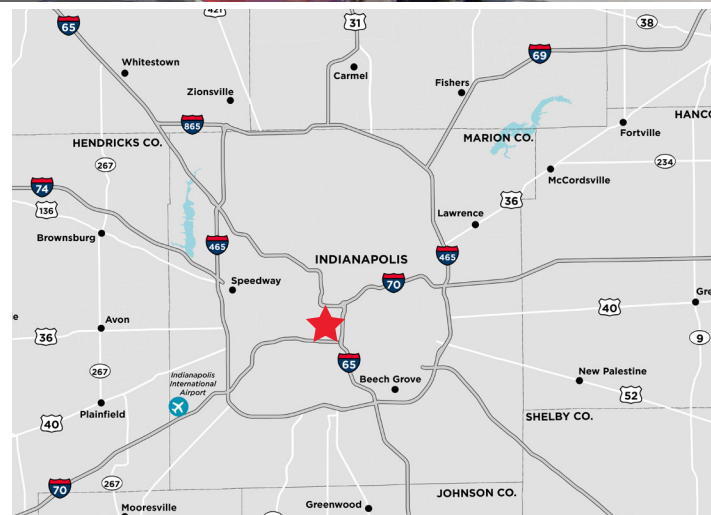 421
65
31
38
Whitestown
Carmel
69
Fishers
Zionsville
865
HANCO
Fortville
MARION CO.
HENDRICKS CO.
267
234
McCordsville
74
136
36
Lawrence
Brownsburg
465
465
INDIANAPOLIS
Speedway
70
Gre
40
Avon
e
36
9
65
267
Indianapolis
International
Airport
Beech Grove
New Palestine
52
Plainfield
40
SHELBY CO.
70
267
JOHNSON CO.
Mooresville
Greenwood